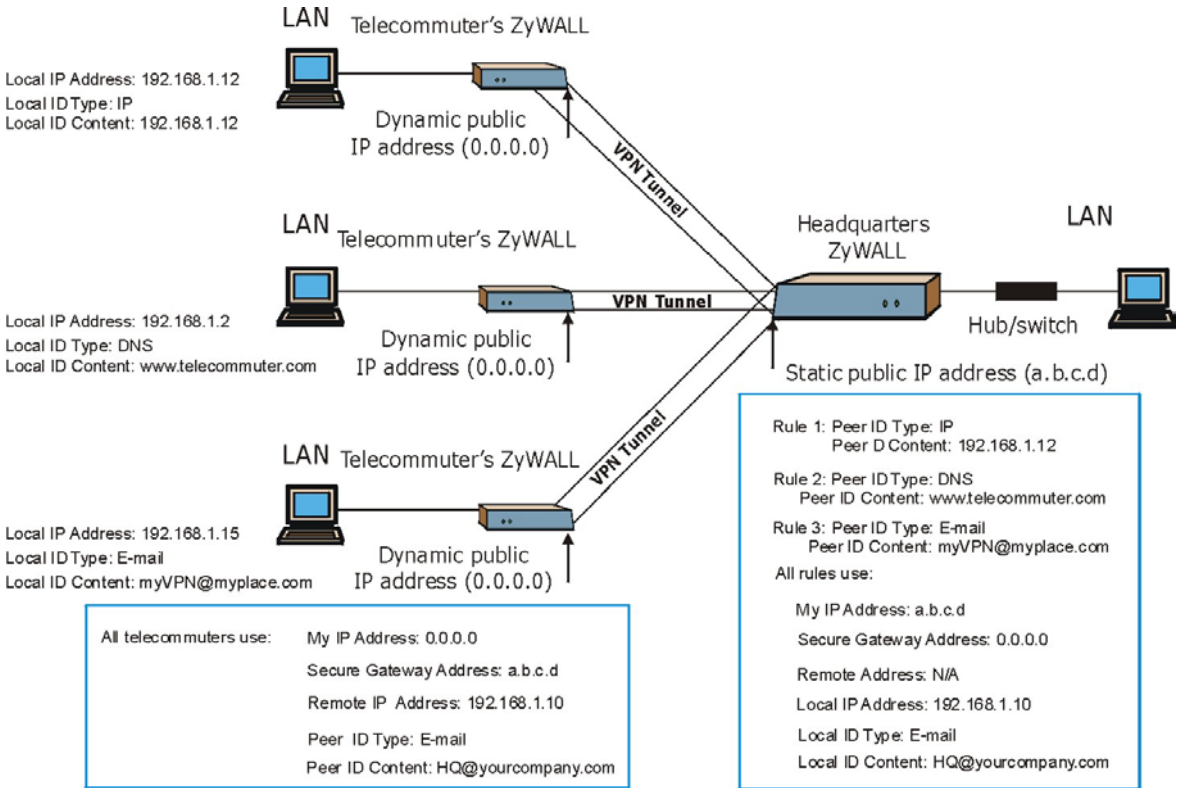 LAN
Telecommuter's ZyWALL
Local IP Address: 192.168.1.12
Local ID Type: IP
Local ID Content: 192.168.1.12
Dynamic public
IP address (0.0.0.0)
VPN Tunnel
LAN
Telecommuter's ZyWALL
Local IP Address: 192.168.1.2
Local ID Type: DNS
Local ID Content: www.telecommuter.com
Dynamic public
IP address (0.0.0.0)
VPN Tunnel
Headquarters
ZyWALL
LAN
Hub/switch
Static public IP address (a.b.c.d)
LAN
Telecommuter's ZyWALL
Local IP Address: 192.168.1.15
Local ID Type: E-mail
Local ID Content: myVPN@myplace.com
Dynamic public
IP address (0.0.0.0)
VPN Tunnel
All telecommuters use:
My IP Address: 0.0.0.0
Secure Gateway Address: a.b.c.d
Remote IP Address: 192.168.1.10
Peer ID Type: E-mail
Peer ID Content: HQ@yourcompany.com
Rule 1: Peer ID Type: IP
Peer D Content: 192.168.1.12
Rule 2: Peer ID Type: DNS
Peer ID Content: www.telecommuter.com
Rule 3: Peer ID Type: E-mail
Peer ID Content: myVPN@myplace.com
All rules use:
My IP Address: a.b.c.d
Secure Gateway Address: 0.0.0.0
Remote Address: N/A
Local IP Address: 192.168.1.10
Local ID Type: E-mail
Local ID Content: HQ@yourcompany.com